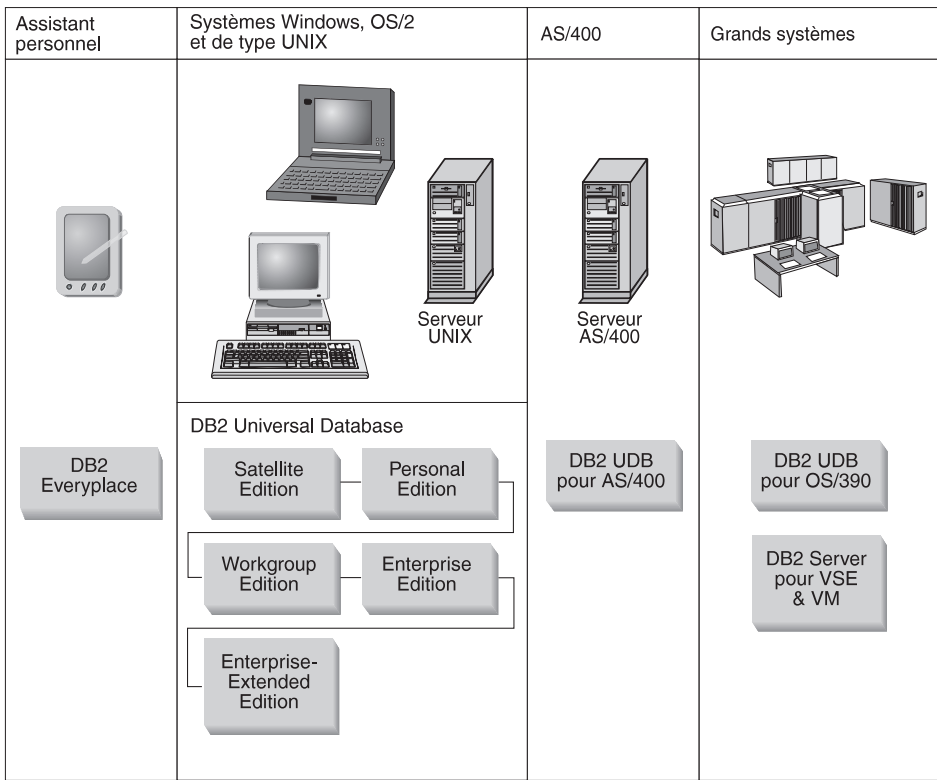 Assistant
personnel
Systèmes Windows, OS/2
et de type UNIX
AS/400
Grands systèmes
Serveur
UNIX
Serveur
AS/400
DB2
Everyplace
DB2 Universal Database
Satellite
Edition
Personal
Edition
Workgroup
Edition
Enterprise
Edition
Enterprise-
Extended
Edition
DB2 UDB
pour AS/400
DB2 UDB
pour OS/390
DB2 Server
pour VSE
& VM